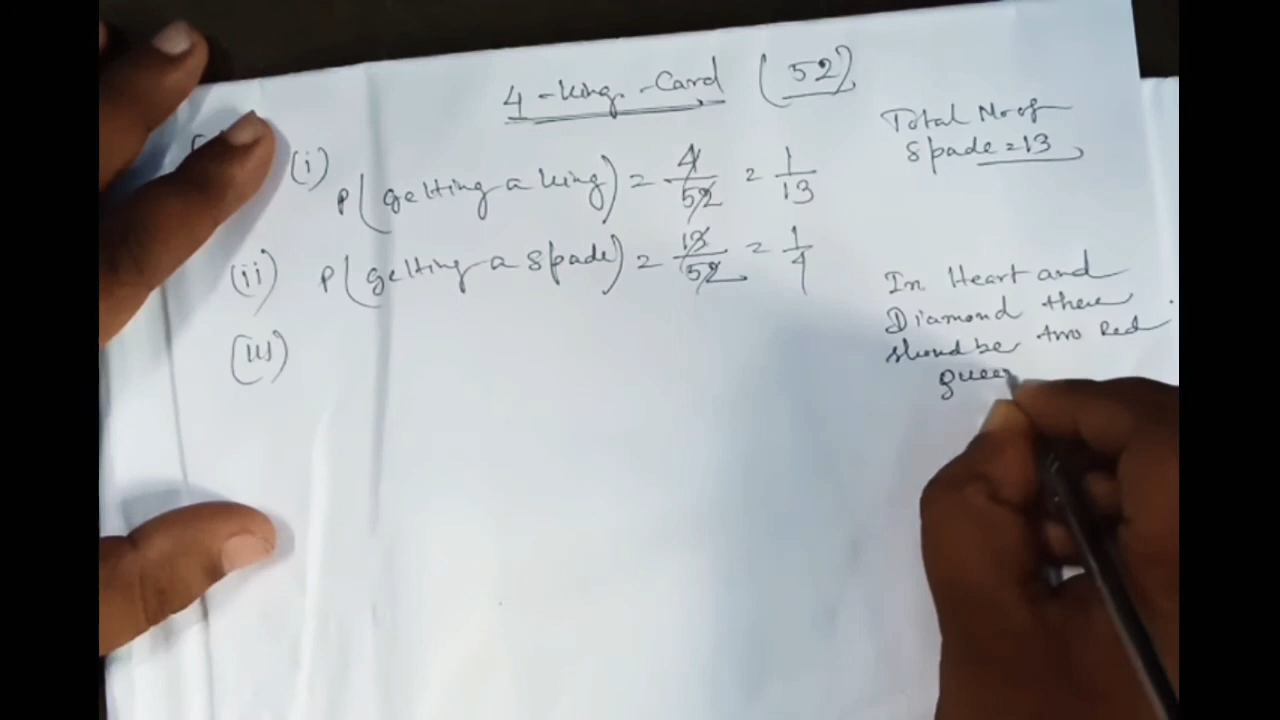 4-King-Card (52)
Total No of
Spade = 13
(i) P(getting a king) = 4/52 = 1/13
(ii) P(getting a spade) = 13/52 = 1/4
(iii)
In Heart and
Diamond there
should be two Red
queen